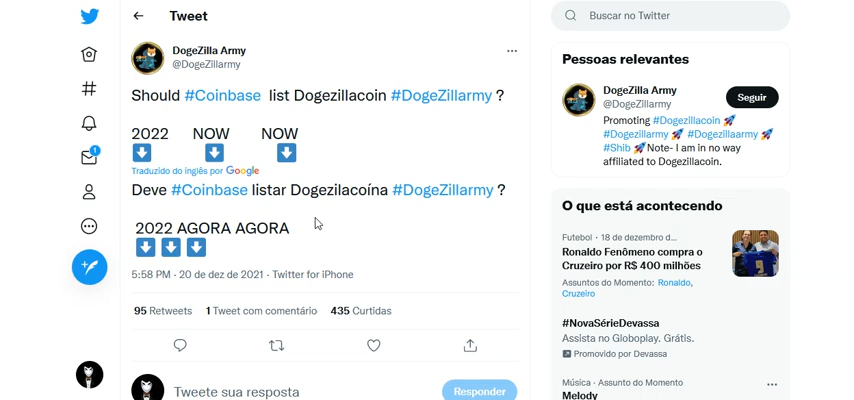 Tweet
DogeZilla Army
@DogeZillarmy
Should #Coinbase list Dogezillacoin #DogeZillarmy ?
2022 NOW NOW
Traduzido do inglês por Google
Deve #Coinbase listar Dogezilacoína #DogeZillarmy ?
2022 AGORA AGORA
5:58 PM · 20 de dez de 2021 · Twitter for iPhone
95 Retweets 1 Tweet com comentário 435 Curtidas
Tweete sua resposta
Responder
1
Buscar no Twitter
Pessoas relevantes
DogeZilla Army
@DogeZillarmy
Seguir
Promoting #Dogezillacoin 🚀
#Dogezillarmy 🚀 #Dogezillaarmy 🚀
#Shib 🚀Note- I am in no way
affiliated to Dogezillacoin.
O que está acontecendo
Futebol · 18 de dezembro d...
Ronaldo Fenômeno compra o
Cruzeiro por R$ 400 milhões
Assuntos do Momento: Ronaldo,
Cruzeiro
#NovaSérieDevassa
Assista no Globoplay. Grátis.
Promovido por Devassa
Música · Assunto do Momento
Melody